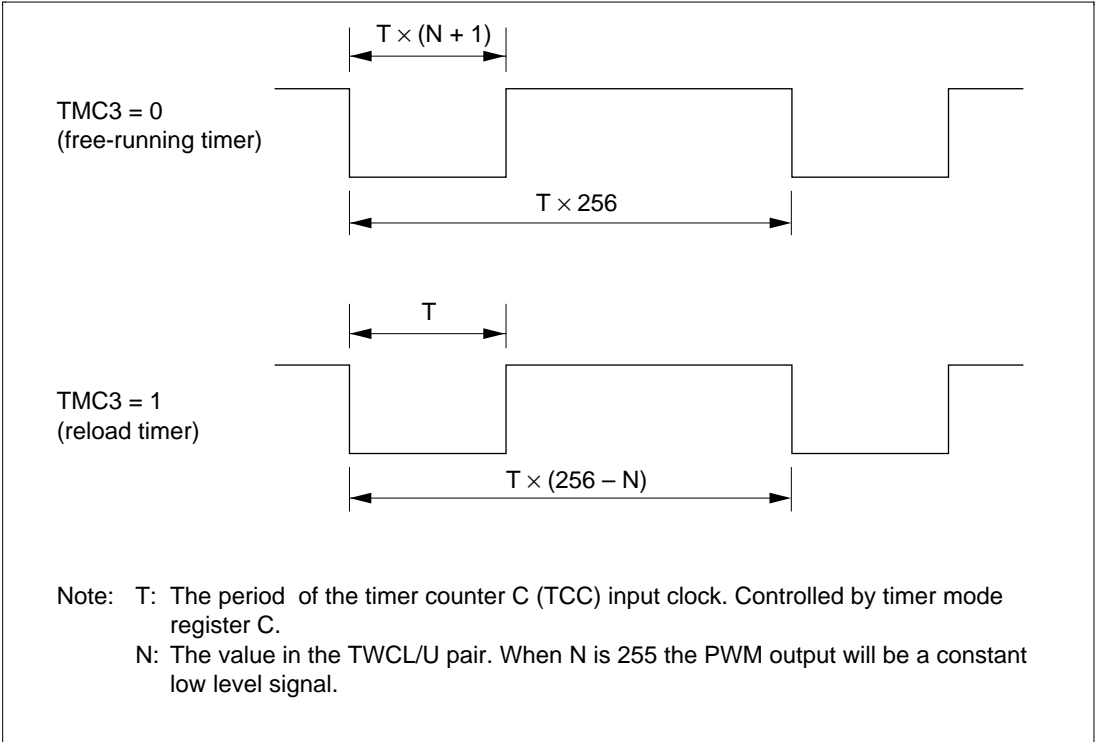 T × (N + 1)
TMC3 = 0
(free-running timer)
T × 256
T
TMC3 = 1
(reload timer)
T × (256 – N)
Note: T: The period of the timer counter C (TCC) input clock. Controlled by timer mode
register C.
N: The value in the TWCL/U pair. When N is 255 the PWM output will be a constant
low level signal.